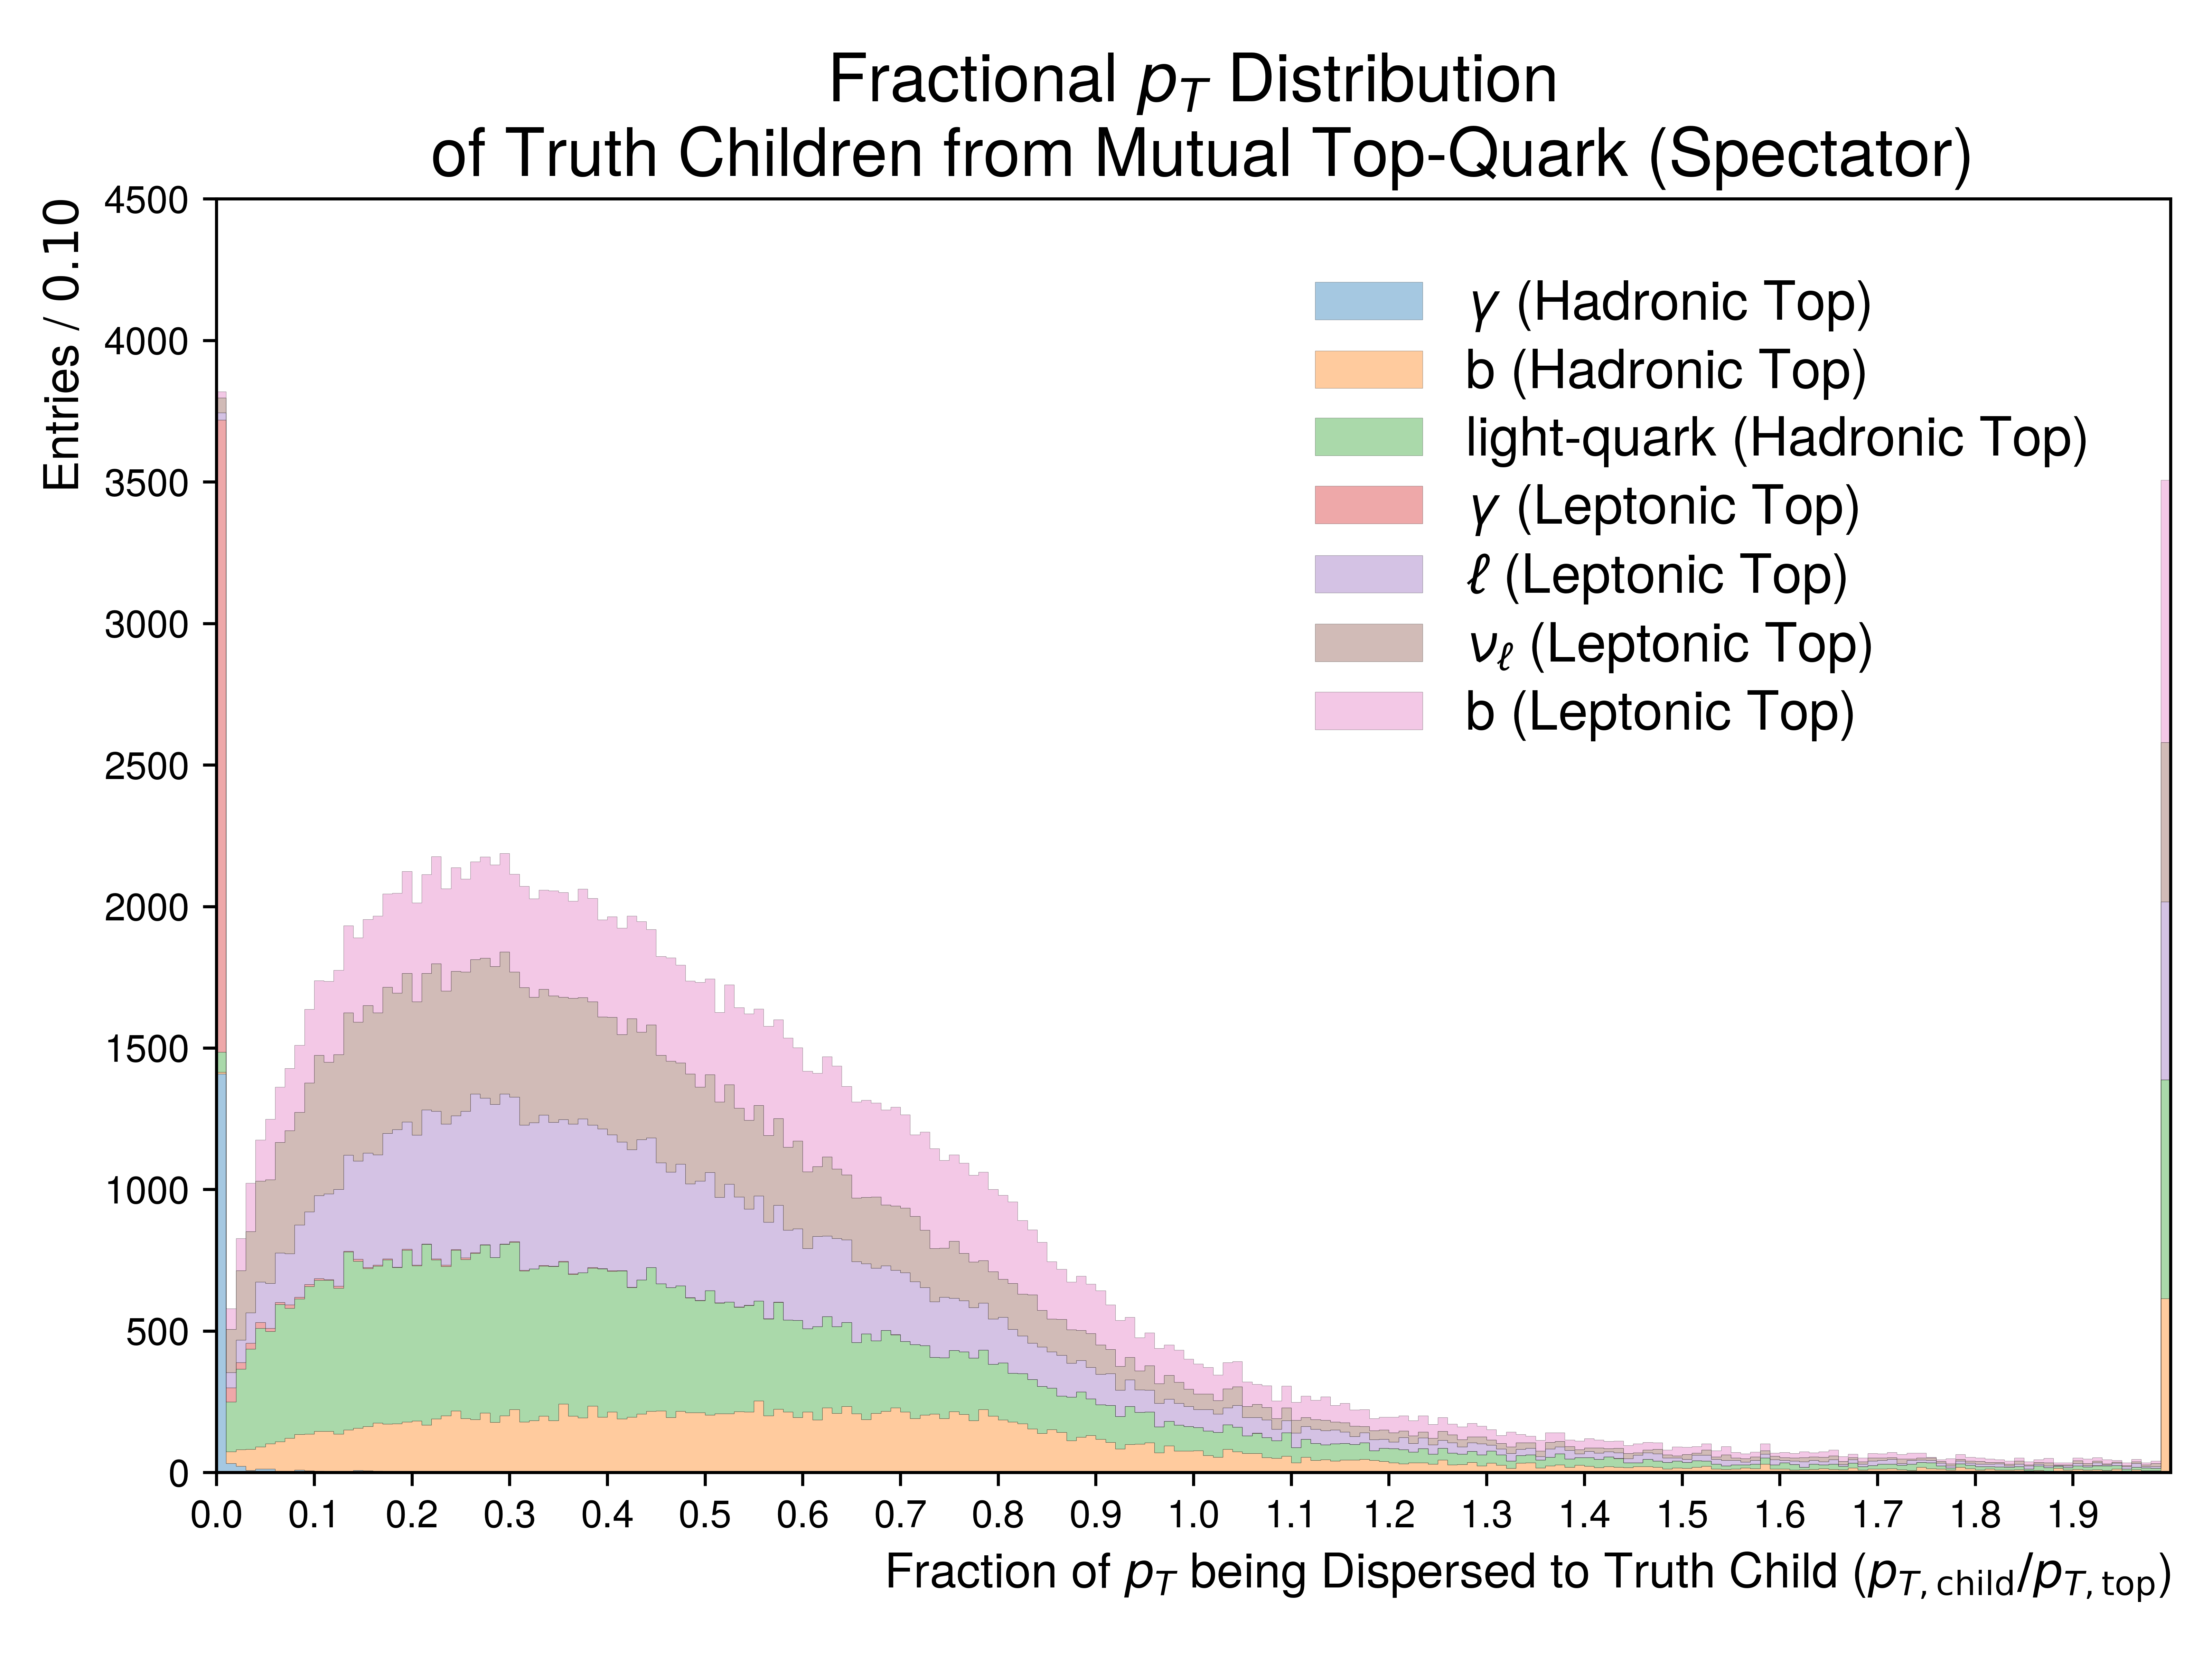 Fractional p_T Distribution
of Truth Children from Mutual Top-Quark (Spectator)
Entries / 0.10
4500
4000
3500
3000
2500
2000
1500
1000
500
0
γ (Hadronic Top)
b (Hadronic Top)
light-quark (Hadronic Top)
γ (Leptonic Top)
ℓ (Leptonic Top)
ν_ℓ (Leptonic Top)
b (Leptonic Top)
0.0 0.1 0.2 0.3 0.4 0.5 0.6 0.7 0.8 0.9 1.0 1.1 1.2 1.3 1.4 1.5 1.6 1.7 1.8 1.9
Fraction of p_T being Dispersed to Truth Child (p_{T, child}/p_{T, top})